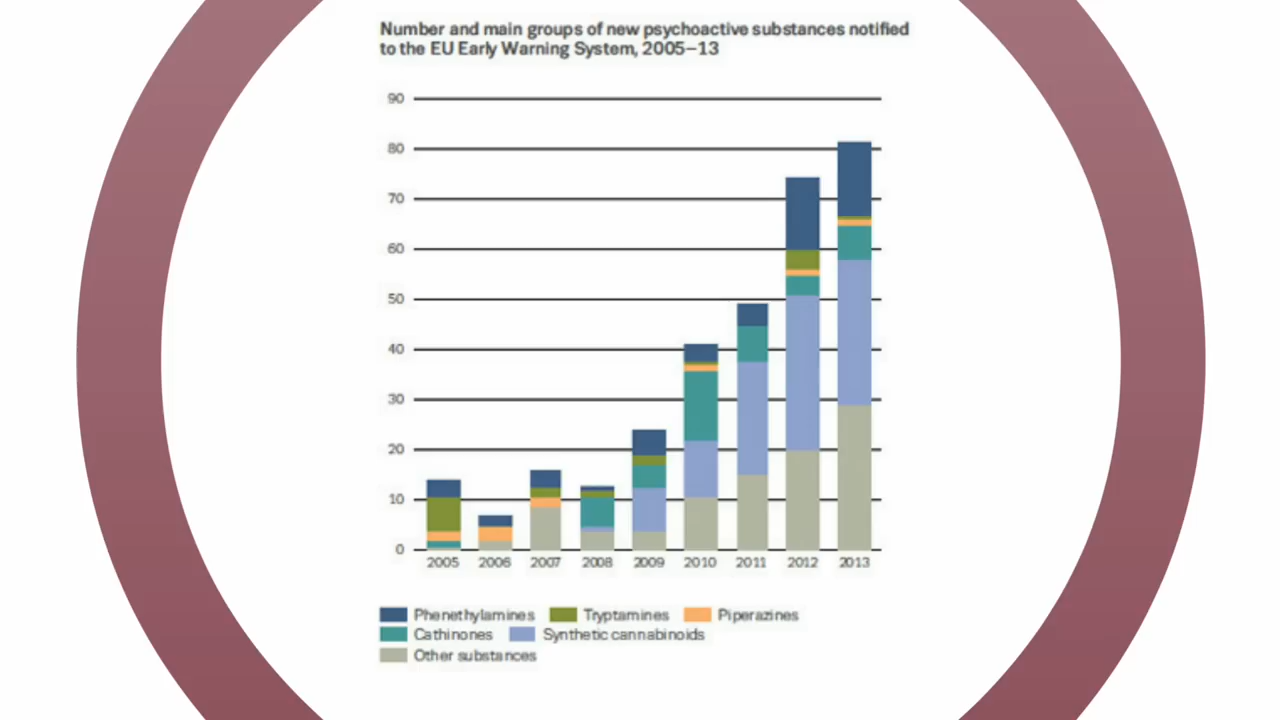 Number and main groups of new psychoactive substances notified
to the EU Early Warning System, 2005–13
90
80
70
60
50
40
30
20
10
0
2005 2006 2007 2008 2009 2010 2011 2012 2013
Phenethylamines Tryptamines Piperazines
Cathinones Synthetic cannabinoids
Other substances